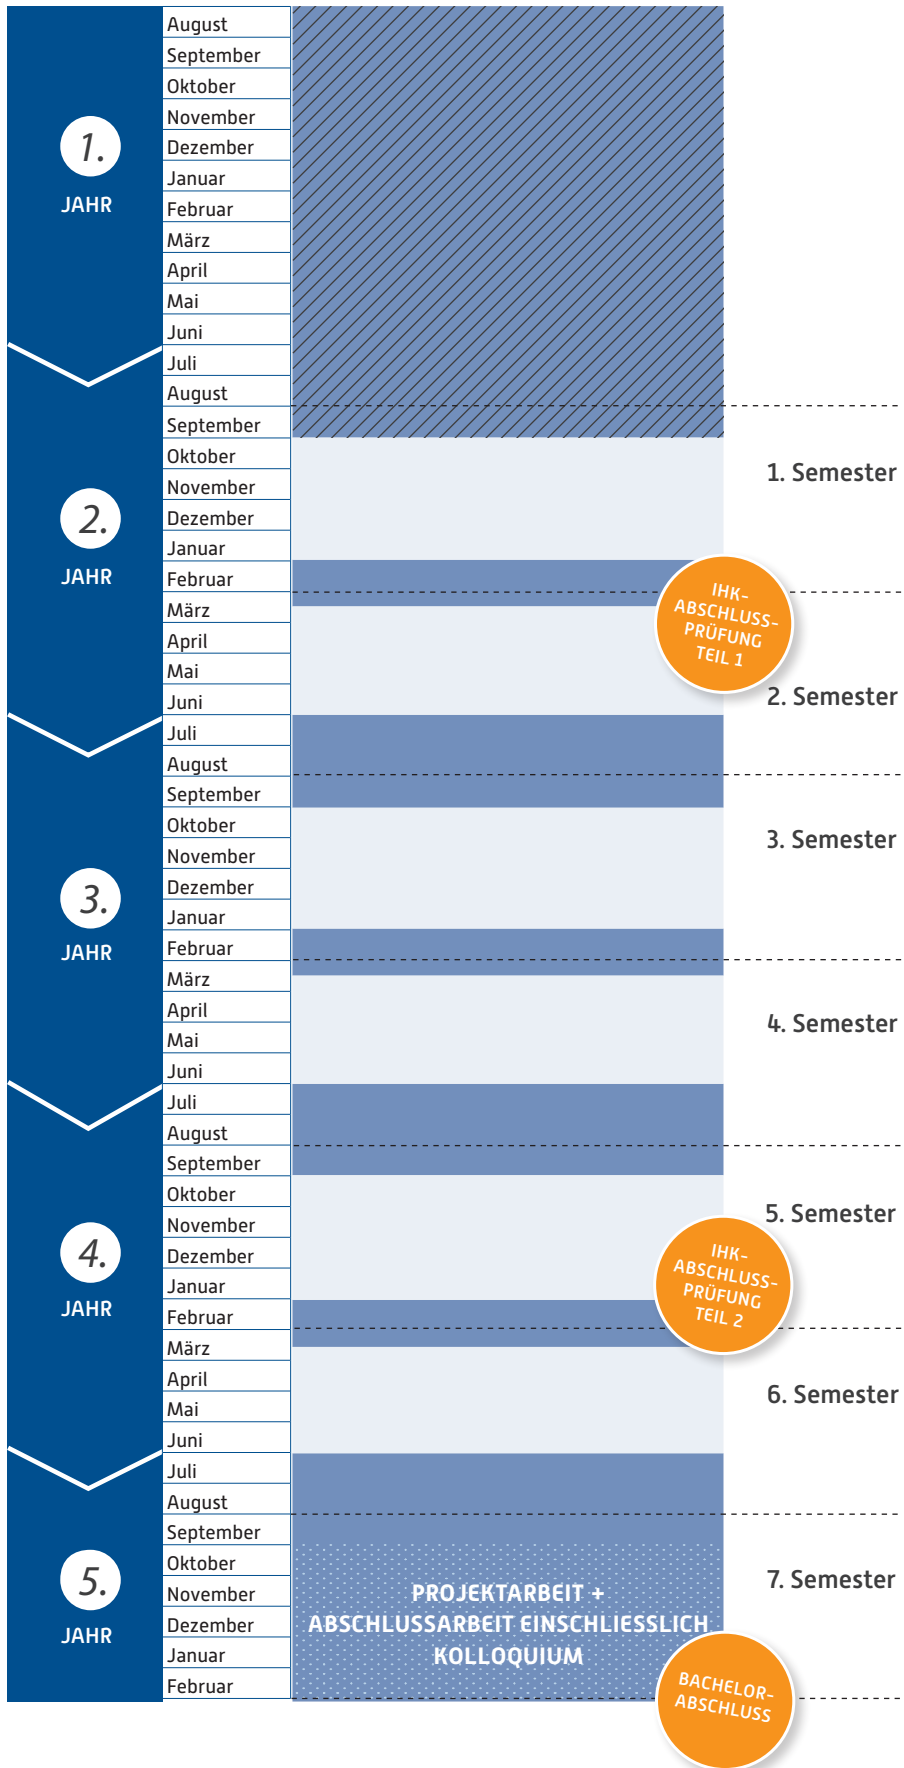 1.
JAHR
August
September
Oktober
November
Dezember
Januar
Februar
März
April
Mai
Juni
Juli
2.
JAHR
August
September
Oktober
November
Dezember
Januar
Februar
März
April
Mai
Juni
1. Semester
IHK-
ABSCHLUSS-
PRÜFUNG
TEIL 1
2. Semester
3.
JAHR
Juli
August
September
Oktober
November
Dezember
Januar
Februar
März
April
Mai
Juni
3. Semester
4. Semester
4.
JAHR
Juli
August
September
Oktober
November
Dezember
Januar
Februar
März
April
Mai
Juni
5. Semester
IHK-
ABSCHLUSS-
PRÜFUNG
TEIL 2
6. Semester
5.
JAHR
Juli
August
September
Oktober
November
Dezember
Januar
Februar
PROJEKTARBEIT +
ABSCHLUSSARBEIT EINSCHLIESSLICH
KOLLOQUIUM
7. Semester
BACHELOR-
ABSCHLUSS